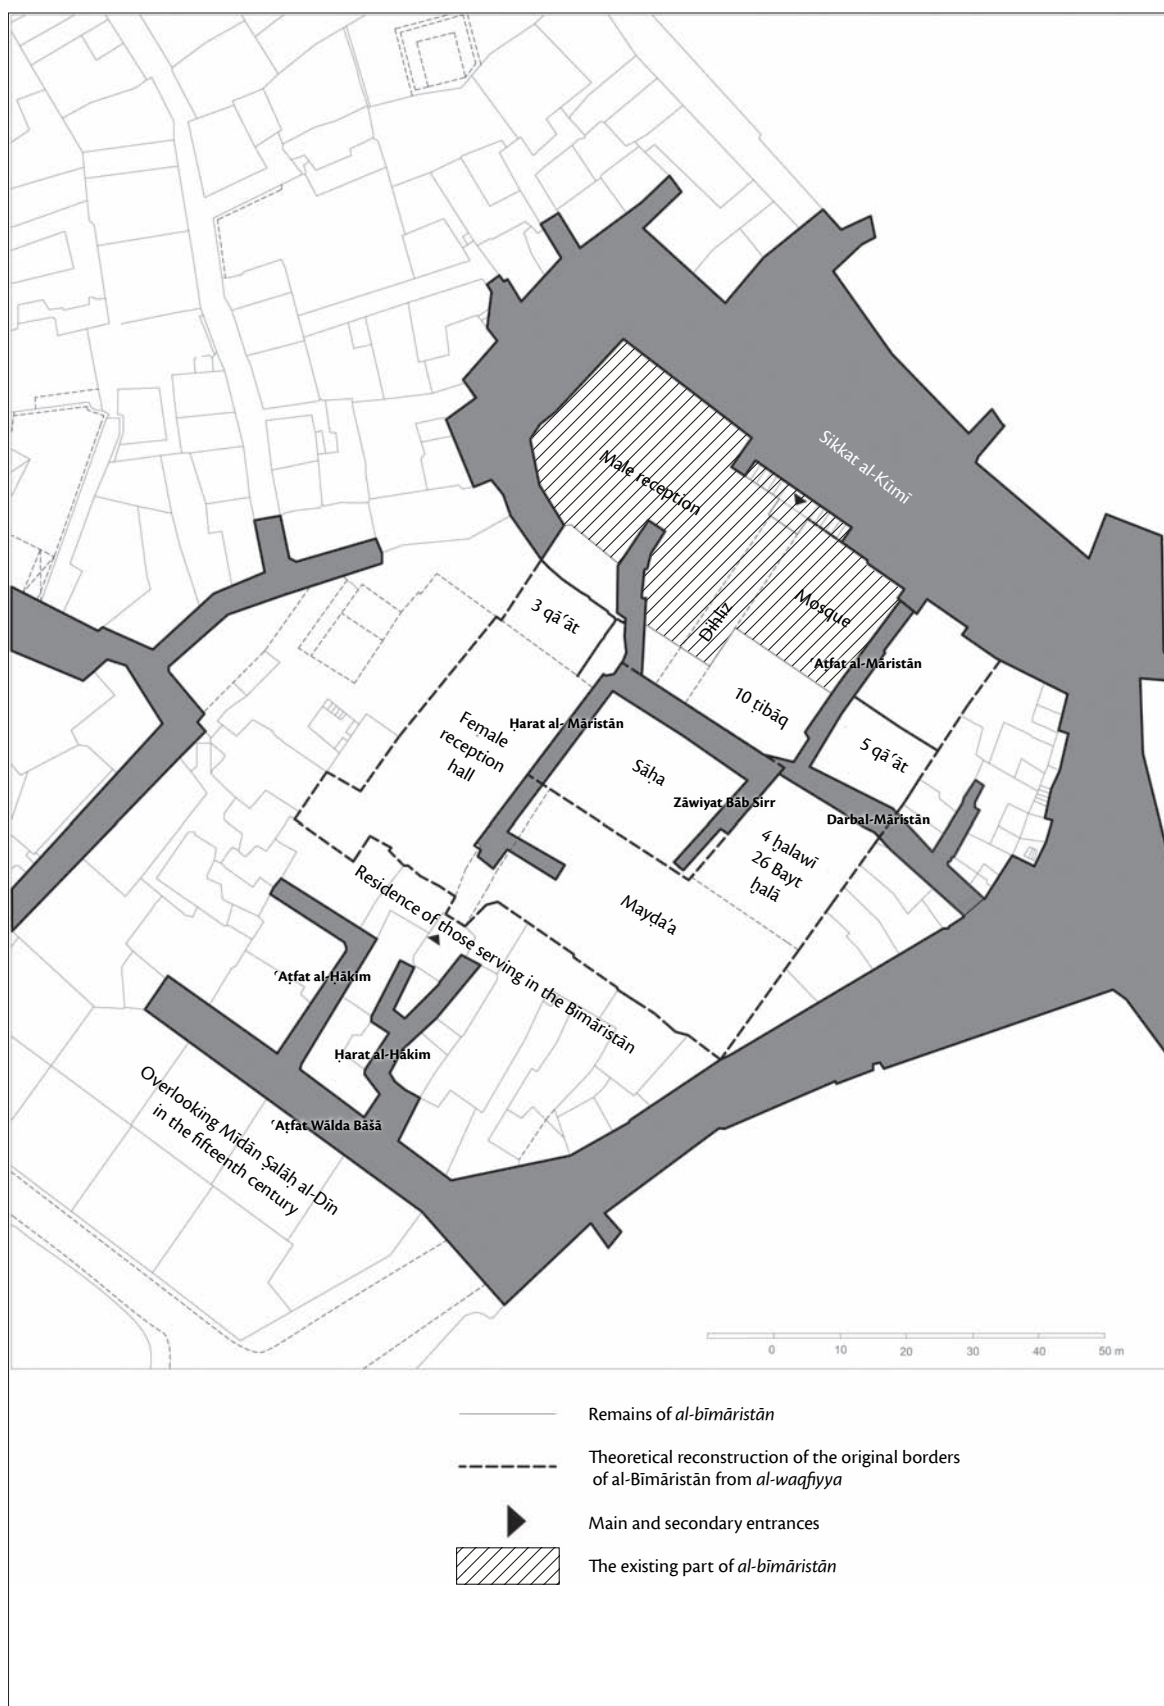 Sikkat al-Kūmī
Male reception
Mosque
Dihlīz
3 qāʿāt
ʿAṭfat al-Māristān
10 ṭibāq
Female
reception
hall
Ḥarat al- Māristān
Sāḥa
5 qāʿāt
Zāwiyat Bāb Sirr
Darbal-Māristān
4 ḫalawī
26 Bayt
ḫalā
Mayḍaʾa
Residence of those serving in the Bīmāristān
ʿAṭfat al-Ḥākim
Ḥarat al-Ḥākim
Overlooking Mīdān Ṣalāḥ al-Dīn
in the fifteenth century
ʿAṭfat Wālda Bāšā
0 10 20 30 40 50 m
Remains of al-bīmāristān
Theoretical reconstruction of the original borders
of al-Bīmāristān from al-waqfiyya
Main and secondary entrances
The existing part of al-bīmāristān